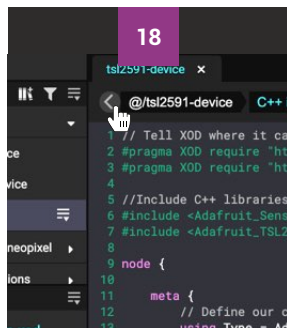 18
tsl2591-device ×
@/tsl2591-device C++
ce
vice
neopixel
ions
1 // Tell XOD where it ca
2 #pragma XOD require "ht
3 #pragma XOD require "ht
4
5 //Include C++ libraries
6 #include <Adafruit_Sens
7 #include <Adafruit_TSL2
8
9 node {
10
11 meta {
12 // Define our c
13 using Type = Ad